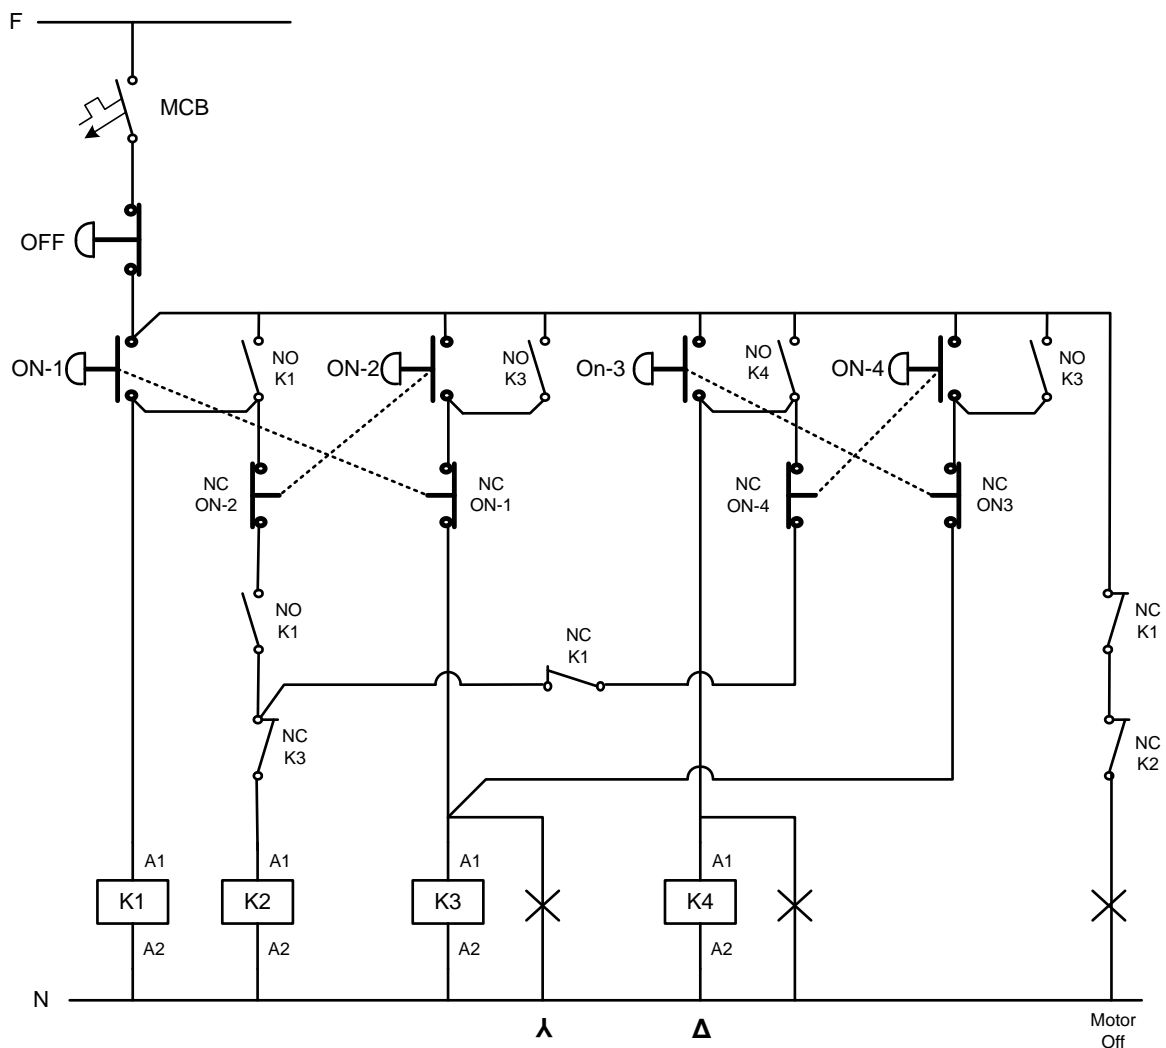 F
MCB
OFF
ON-1
NO
K1
ON-2
NO
K3
On-3
NO
K4
ON-4
NO
K3
NC
ON-2
NC
ON-1
NC
ON-4
NC
ON3
NO
K1
NC
K1
NC
K1
NC
K3
NC
K2
A1
A1
A1
A1
K1
K2
K3
K4
A2
A2
A2
A2
N
⅄
Δ
Motor
Off